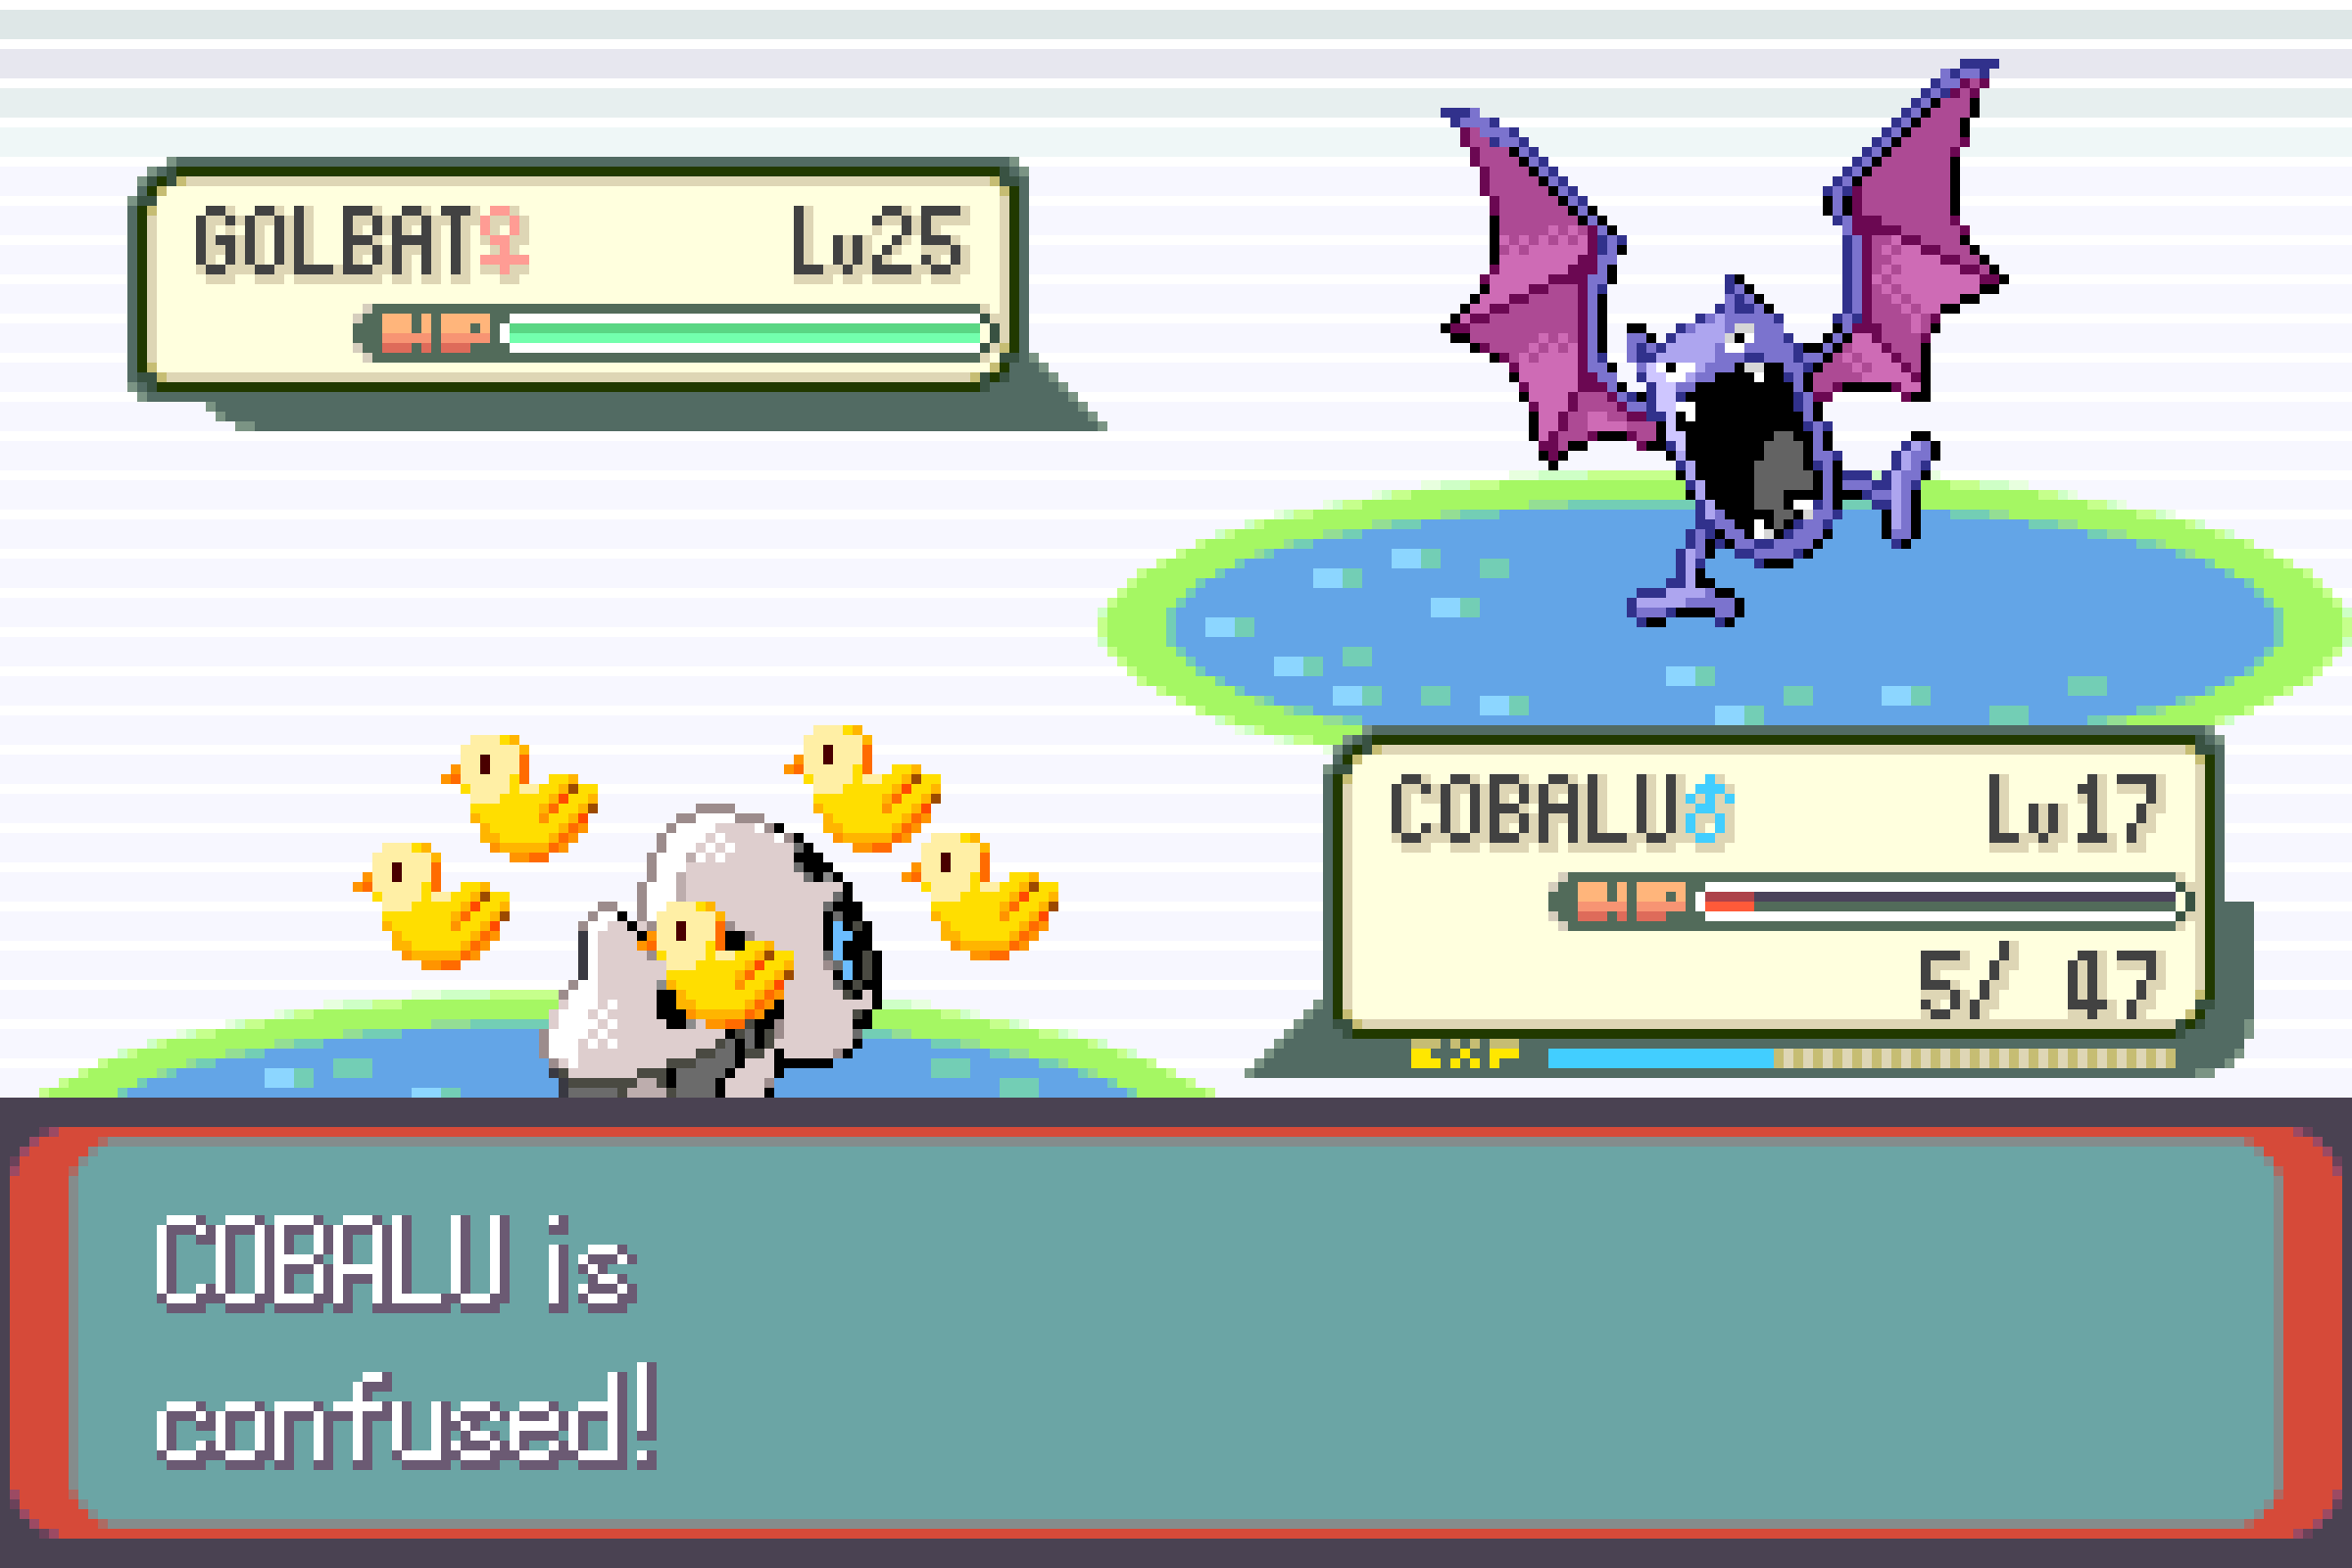 GOLBAT♀ Lv25
HP
COBALU♂ Lv17
HP
5/ 47
EXP
COBALU is
confused!